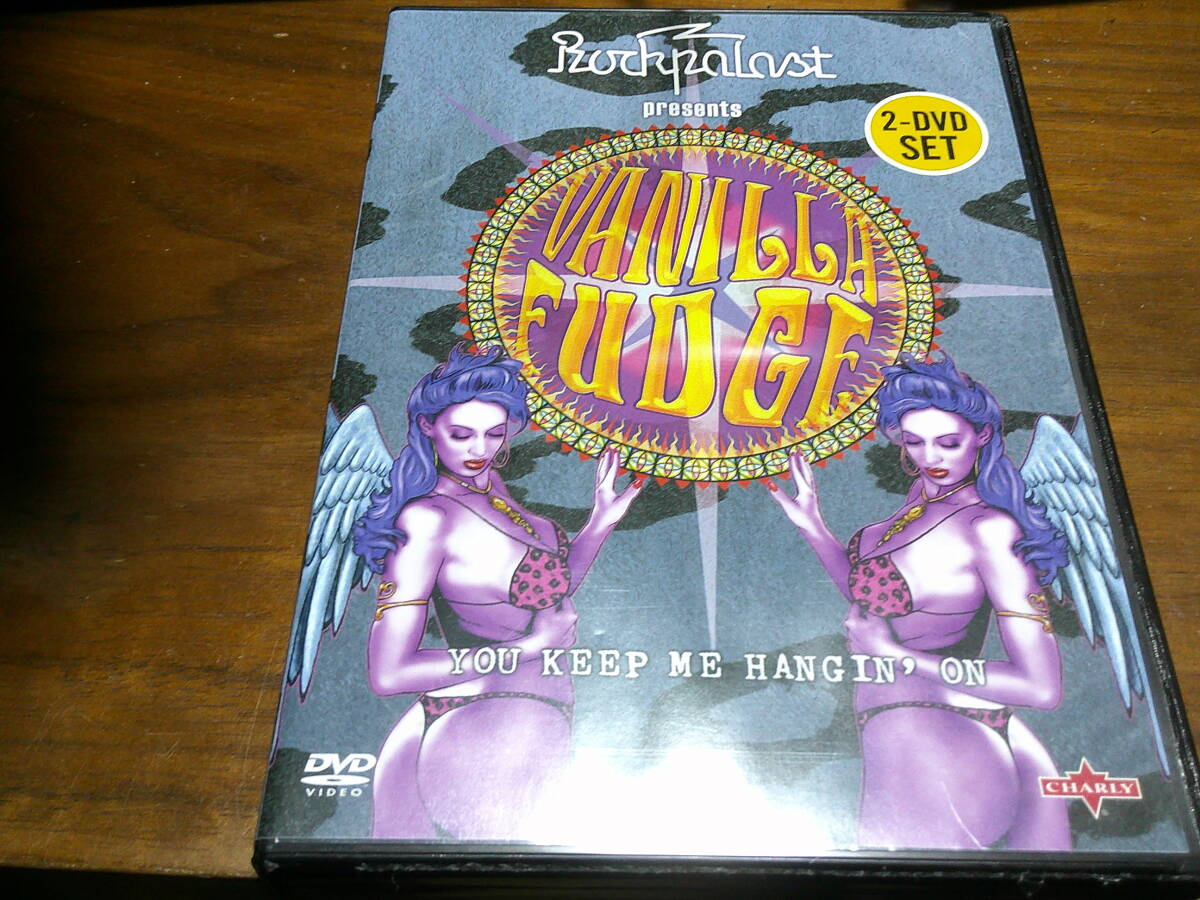 Rockpalast
presents
2-DVD
SET
VANILLA
FUDGE
YOU KEEP ME HANGIN' ON
DVD
VIDEO
CHARLY